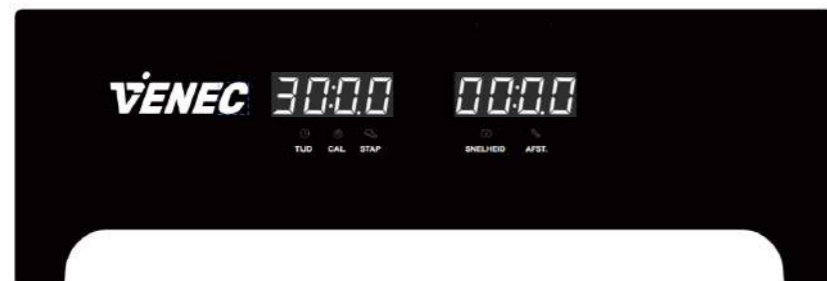 VENEC 30:0.0 00:0.0
TIJD CAL STAP SNELHEID AFST.